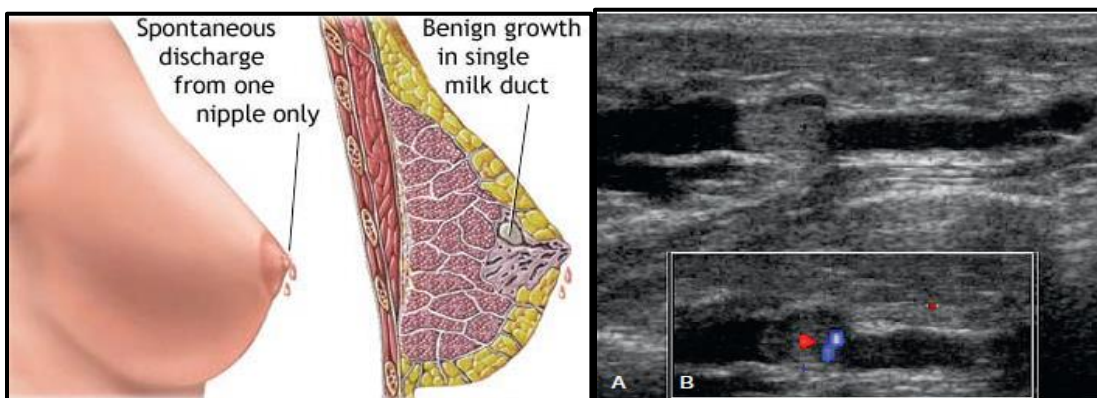 Spontaneous
discharge
from one
nipple only
Benign growth
in single
milk duct
A
B